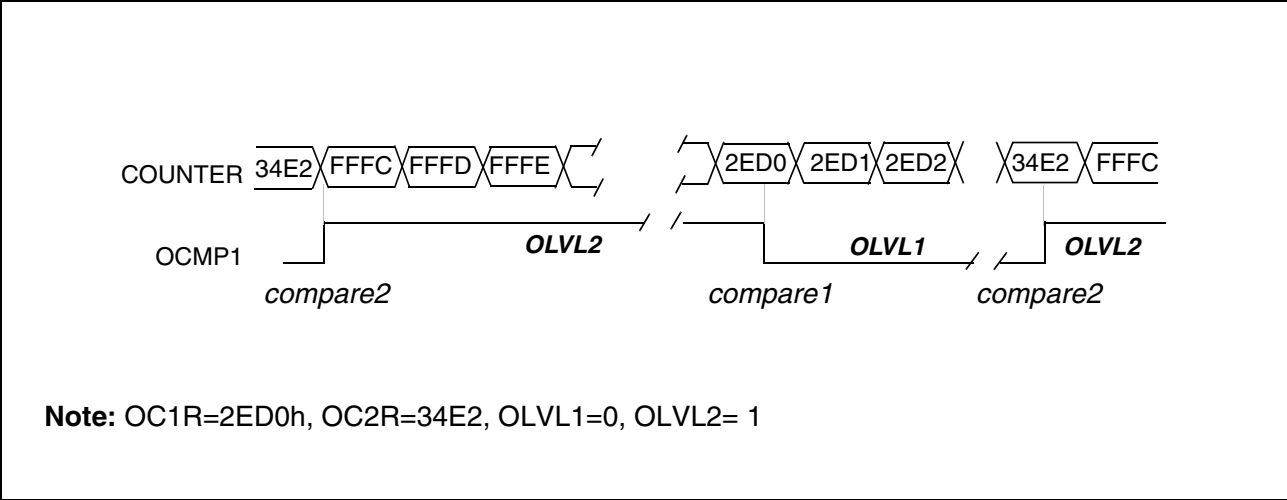 COUNTER 34E2 FFFC FFFD FFFE 2ED0 2ED1 2ED2 34E2 FFFC
OCMP1 OLVL2 OLVL1 OLVL2
compare2 compare1 compare2
Note: OC1R=2ED0h, OC2R=34E2, OLVL1=0, OLVL2= 1